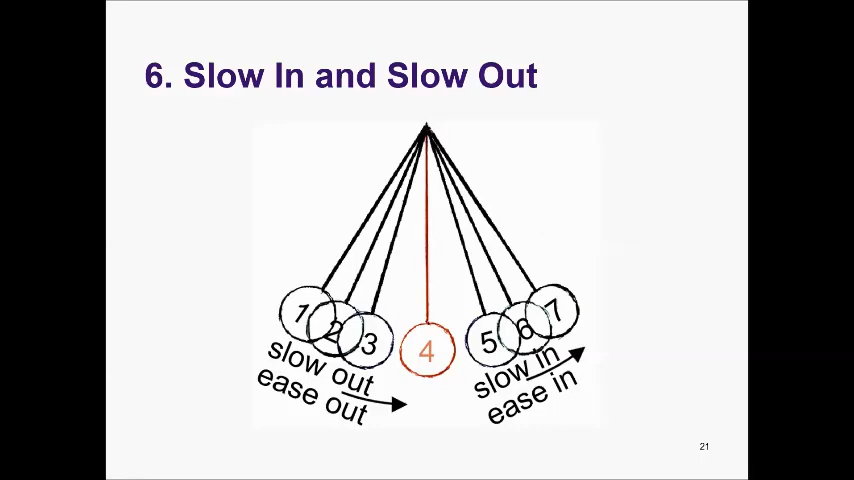 6. Slow In and Slow Out
1
2
3
4
5
6
7
slow out
ease out
slow in
ease in
21